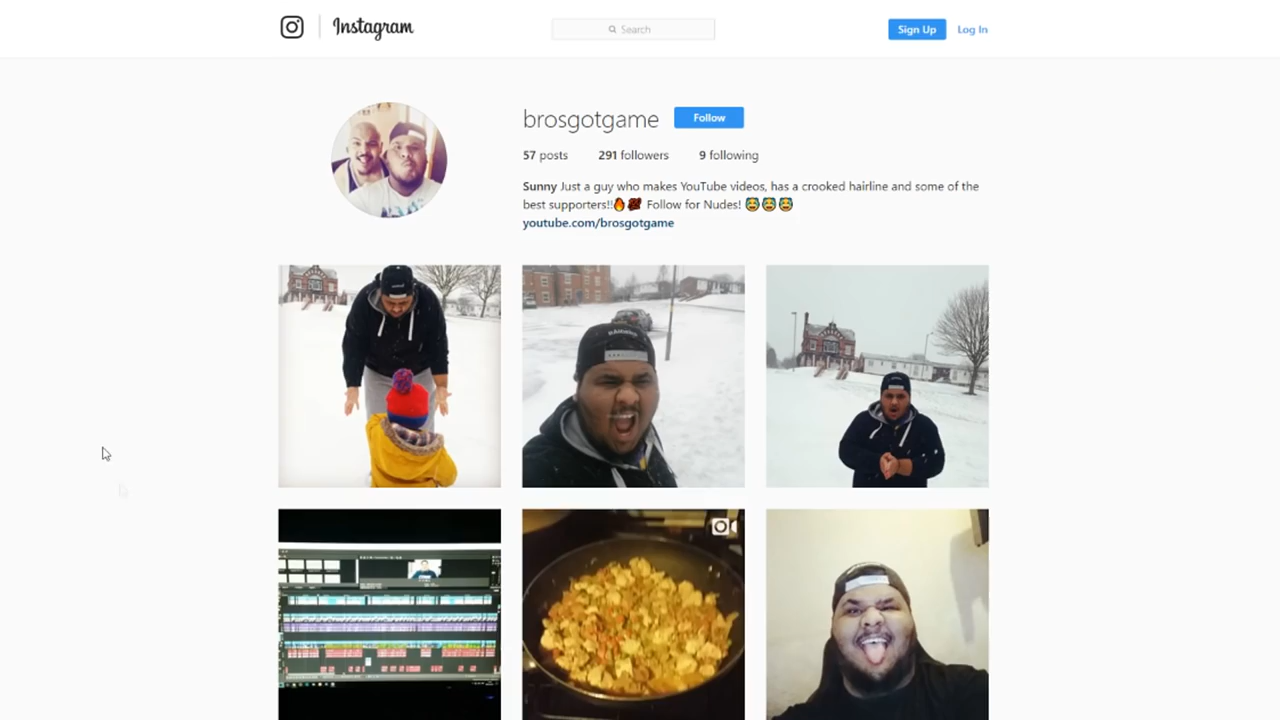 Instagram
Search
Sign Up
Log In
brosgotgame
Follow
57 posts 291 followers 9 following
Sunny Just a guy who makes YouTube videos, has a crooked hairline and some of the
best supporters!!🔥💯 Follow for Nudes! 😂😂😂
youtube.com/brosgotgame